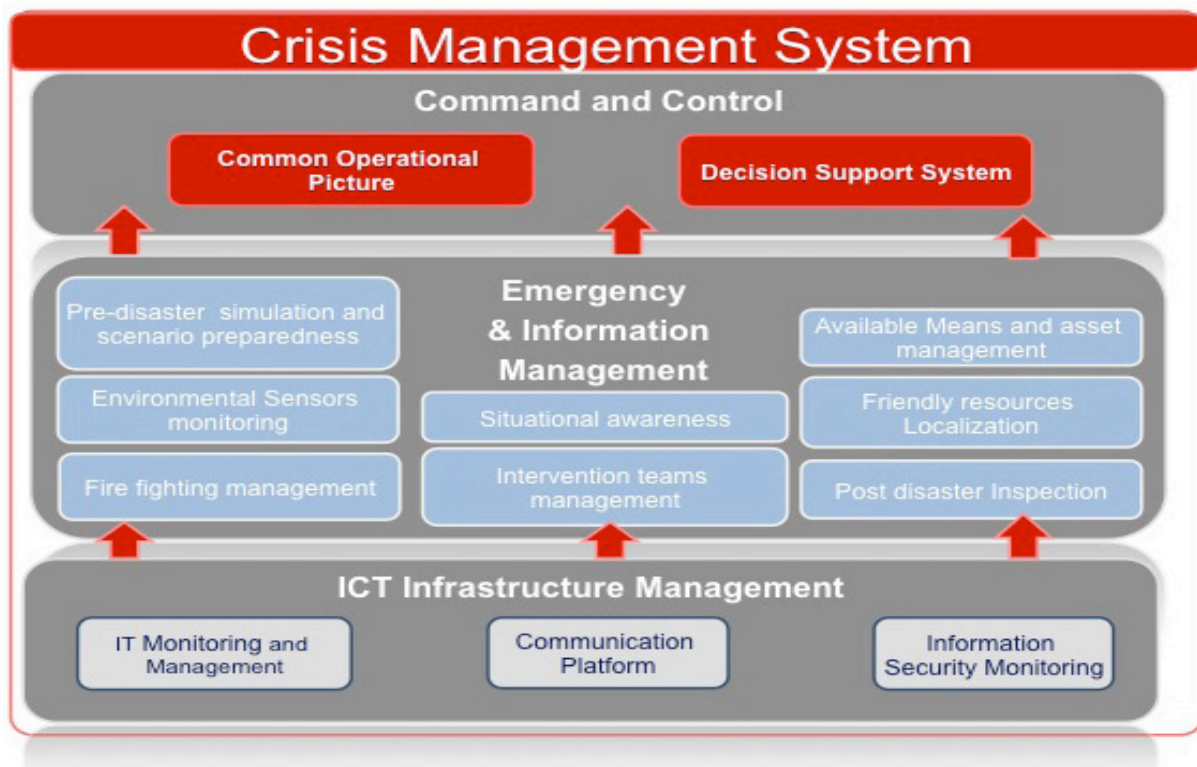 Crisis Management System
Command and Control
Common Operational
Picture
Decision Support System
Emergency
& Information
Management
Pre-disaster simulation and
scenario preparedness
Environmental Sensors
monitoring
Fire fighting management
Situational awareness
Intervention teams
management
Available Means and asset
management
Friendly resources
Localization
Post disaster Inspection
ICT Infrastructure Management
IT Monitoring and
Management
Communication
Platform
Information
Security Monitoring